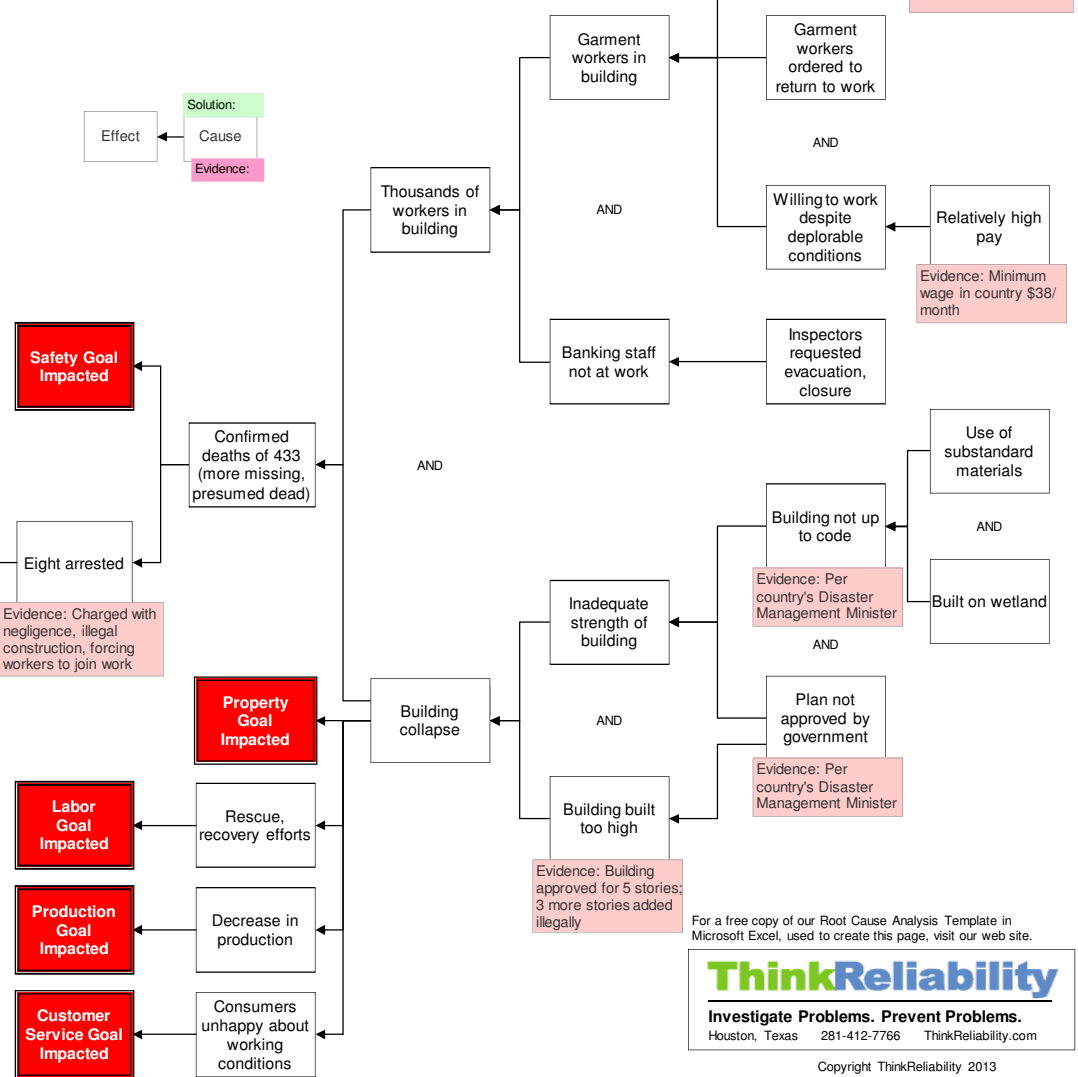 Garment
workers in
building
Garment
workers
ordered to
return to work
Solution:
Effect
Cause
Evidence:
AND
Thousands of
workers in
building
AND
Willing to work
despite
deplorable
conditions
Relatively high
pay
Evidence: Minimum
wage in country $38/
month
Safety Goal
Impacted
Banking staff
not at work
Inspectors
requested
evacuation,
closure
Confirmed
deaths of 433
(more missing,
presumed dead)
AND
Use of
substandard
materials
Building not up
to code
AND
Eight arrested
Evidence: Charged with
negligence, illegal
construction, forcing
workers to join work
Evidence: Per
country's Disaster
Management Minister
Built on wetland
Inadequate
strength of
building
AND
Property
Goal
Impacted
Building
collapse
AND
Plan not
approved by
government
Evidence: Per
country's Disaster
Management Minister
Labor
Goal
Impacted
Rescue,
recovery efforts
Building built
too high
Evidence: Building
approved for 5 stories;
3 more stories added
illegally
Production
Goal
Impacted
Decrease in
production
Customer
Service Goal
Impacted
Consumers
unhappy about
working
conditions
For a free copy of our Root Cause Analysis Template in
Microsoft Excel, used to create this page, visit our web site.
ThinkReliability
Investigate Problems. Prevent Problems.
Houston, Texas 281-412-7766 ThinkReliability.com
Copyright ThinkReliability 2013